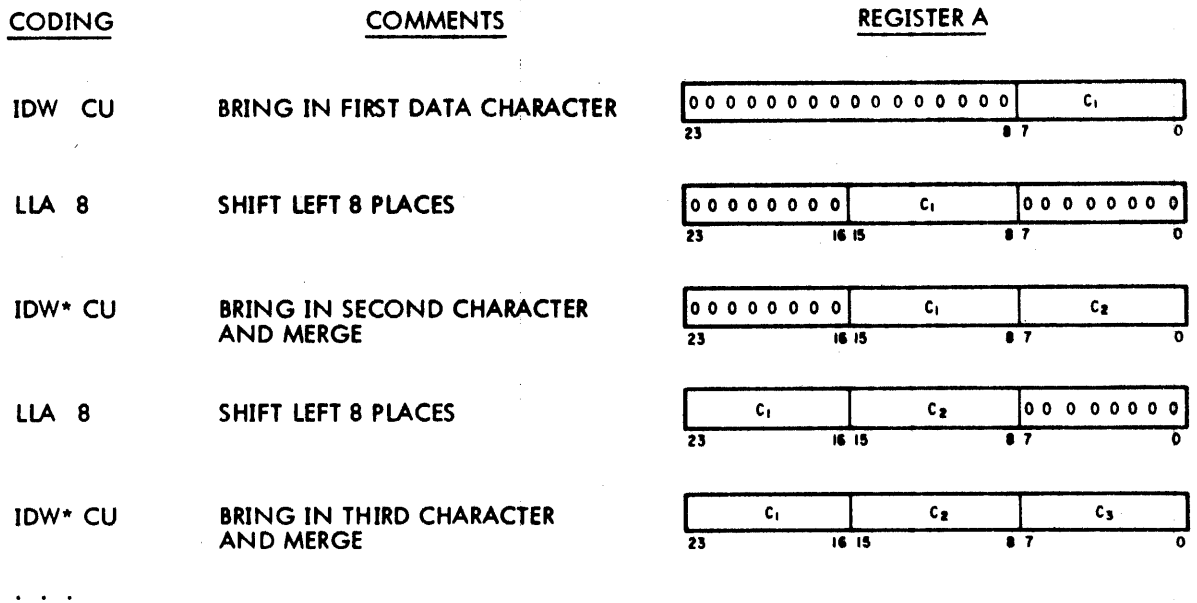 CODING COMMENTS REGISTER A
IDW CU BRING IN FIRST DATA CHARACTER 0 0 0 0 0 0 0 0 0 0 0 0 0 0 0 0 C₁
23 8 7 0
LLA 8 SHIFT LEFT 8 PLACES 0 0 0 0 0 0 0 0 C₁ 0 0 0 0 0 0 0 0
23 16 15 8 7 0
IDW* CU BRING IN SECOND CHARACTER 0 0 0 0 0 0 0 0 C₁ C₂
AND MERGE 23 16 15 8 7 0
LLA 8 SHIFT LEFT 8 PLACES C₁ C₂ 0 0 0 0 0 0 0 0
23 16 15 8 7 0
IDW* CU BRING IN THIRD CHARACTER C₁ C₂ C₃
AND MERGE 23 16 15 8 7 0
. . .